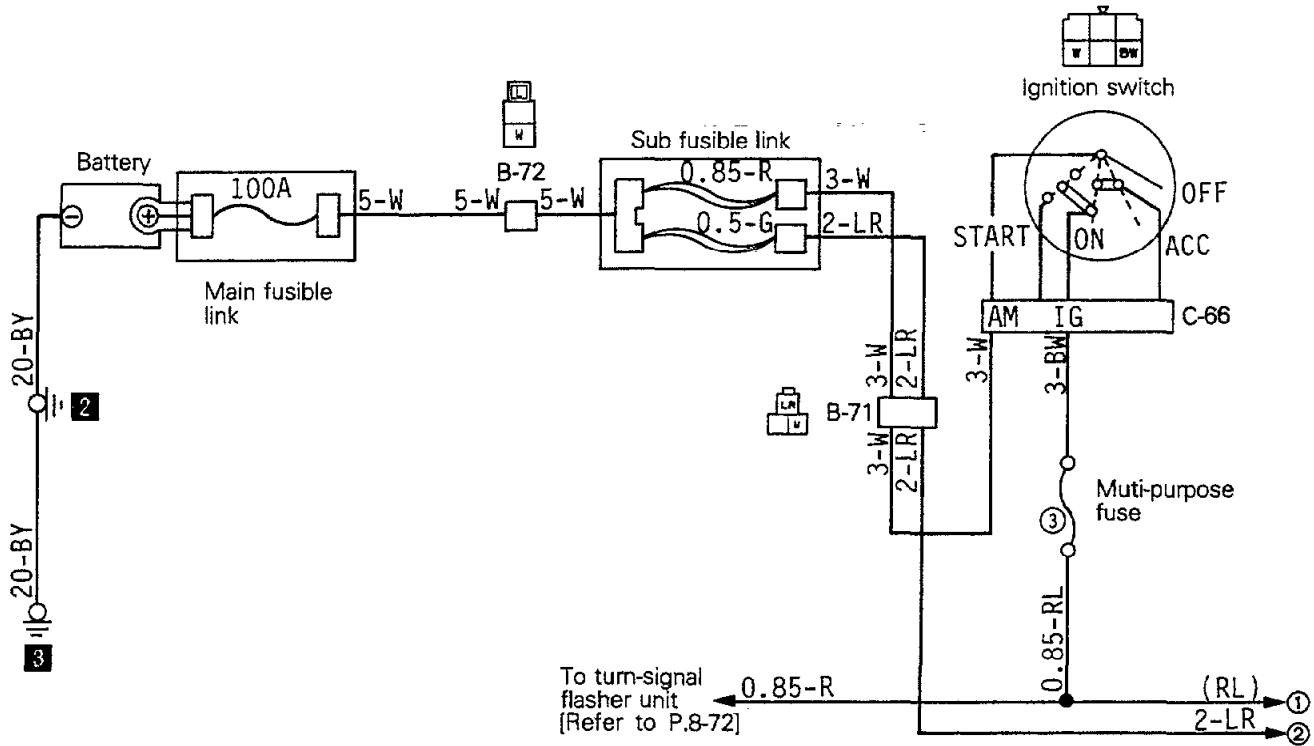 W BW
Ignition switch
L
W
B-72
Sub fusible link
Battery
100A
5-W
5-W
5-W
0.85-R
3-W
0.5-G
2-LR
OFF
START
ON
ACC
Main fusible
link
AM IG
C-66
20-BY
3-W
2-LR
3-W
3-BW
2
LR
W
B-71
3-W
2-LR
Muti-purpose
fuse
3
20-BY
3
0.85-RL
To turn-signal
flasher unit
[Refer to P.8-72]
0.85-R
(RL)
1
2-LR
2